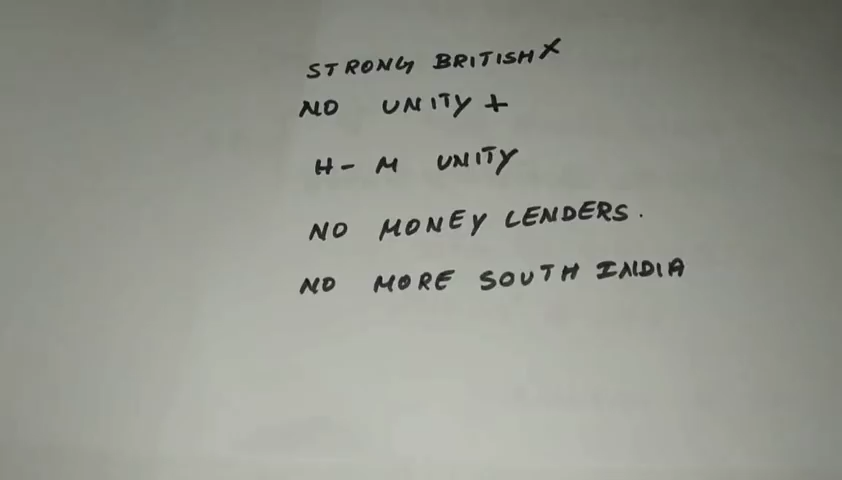 STRONG BRITISH X
NO UNITY +
H - M UNITY
NO MONEY LENDERS.
NO MORE SOUTH INDIA